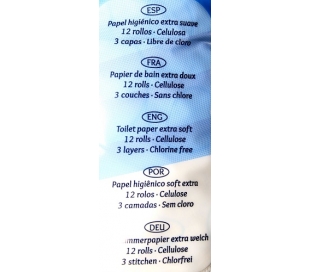 ESP
Papel higiénico extra suave
12 rollos · Celulosa
3 capas · Libre de cloro
FRA
Papier de bain extra doux
12 rolls · Cellulose
3 couches · Sans chlore
ENG
Toilet paper extra soft
12 rolls · Cellulose
3 layers · Chlorine free
POR
Papel higiênico soft extra
12 rolos · Celulose
3 camadas · Sem cloro
DEU
mmerpapier extra weich
12 rolls · Cellulose
3 stitchen · Chlorfrei